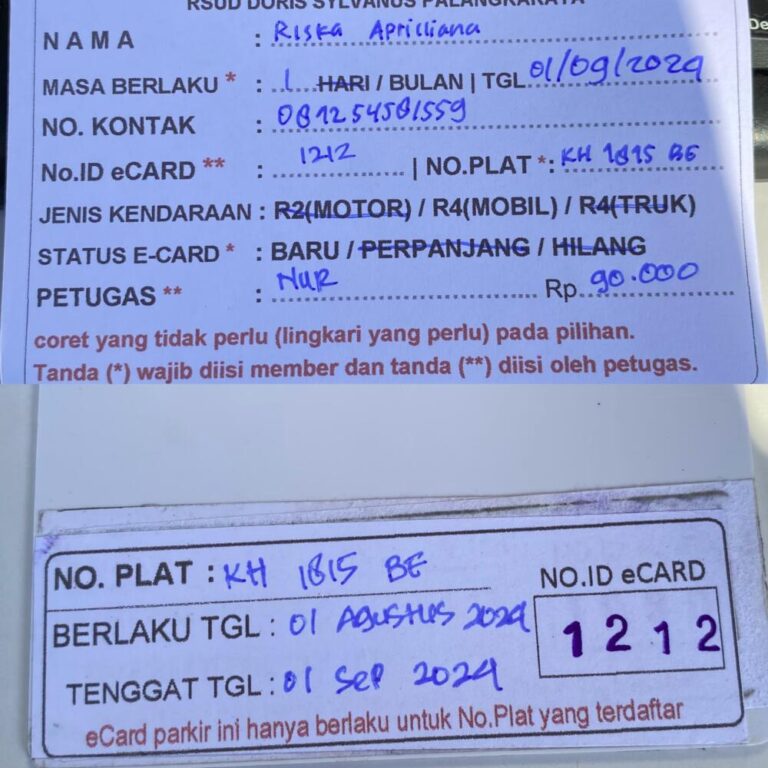 RSUD DORIS SYLVANUS PALANGKARAYA
NAMA : Riska Apriliana
MASA BERLAKU * : 1 HARI / BULAN | TGL 01/09/2024
NO. KONTAK : 081254581559
No.ID eCARD ** : 1212 | NO.PLAT *: KH 1815 BE
JENIS KENDARAAN : R2(MOTOR) / R4(MOBIL) / R4(TRUK)
STATUS E-CARD * : BARU / PERPANJANG / HILANG
PETUGAS ** : NUR Rp 90.000
coret yang tidak perlu (lingkari yang perlu) pada pilihan.
Tanda (*) wajib diisi member dan tanda (**) diisi oleh petugas.
NO. PLAT : KH 1815 BE
NO.ID eCARD
BERLAKU TGL : 01 AGUSTUS 2024
1212
TENGGAT TGL : 01 Sep 2024
eCard parkir ini hanya berlaku untuk No.Plat yang terdaftar